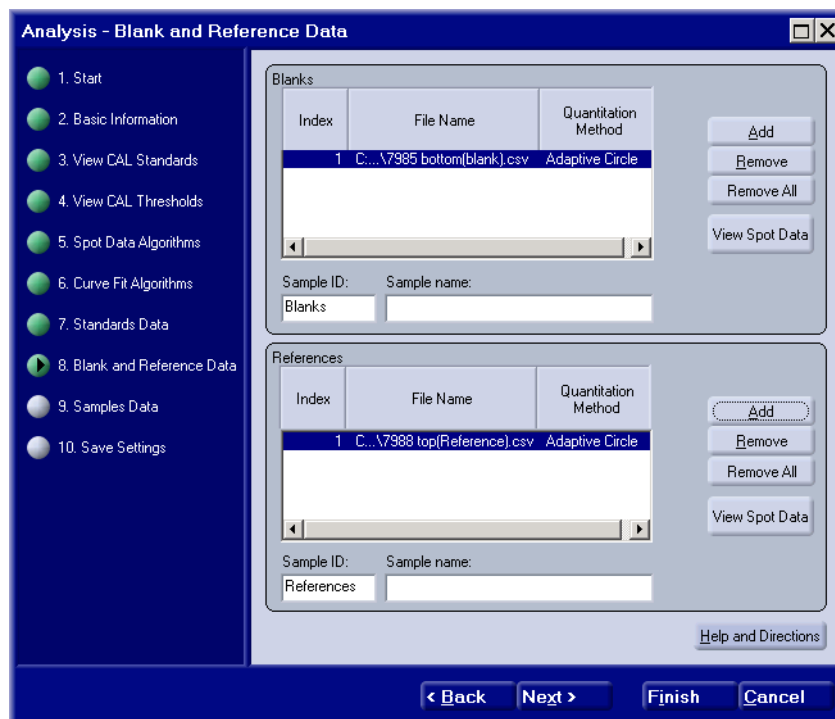 Analysis - Blank and Reference Data
1. Start
2. Basic Information
3. View CAL Standards
4. View CAL Thresholds
5. Spot Data Algorithms
6. Curve Fit Algorithms
7. Standards Data
8. Blank and Reference Data
9. Samples Data
10. Save Settings
Blanks
Index File Name Quantitation Method
1 C:...\7985 bottom(blank).csv Adaptive Circle
Add
Remove
Remove All
View Spot Data
Sample ID: Sample name:
Blanks
References
Index File Name Quantitation Method
1 C...\7988 top(Reference).csv Adaptive Circle
Add
Remove
Remove All
View Spot Data
Sample ID: Sample name:
References
Help and Directions
< Back Next > Finish Cancel